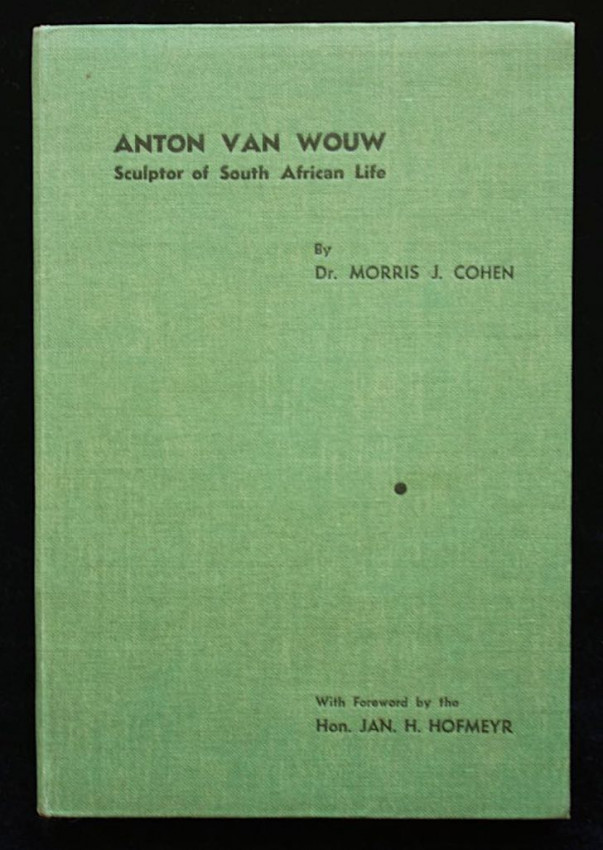 ANTON VAN WOUW
Sculptor of South African Life
By
Dr. MORRIS J. COHEN
With Foreword by the
Hon. JAN. H. HOFMEYR